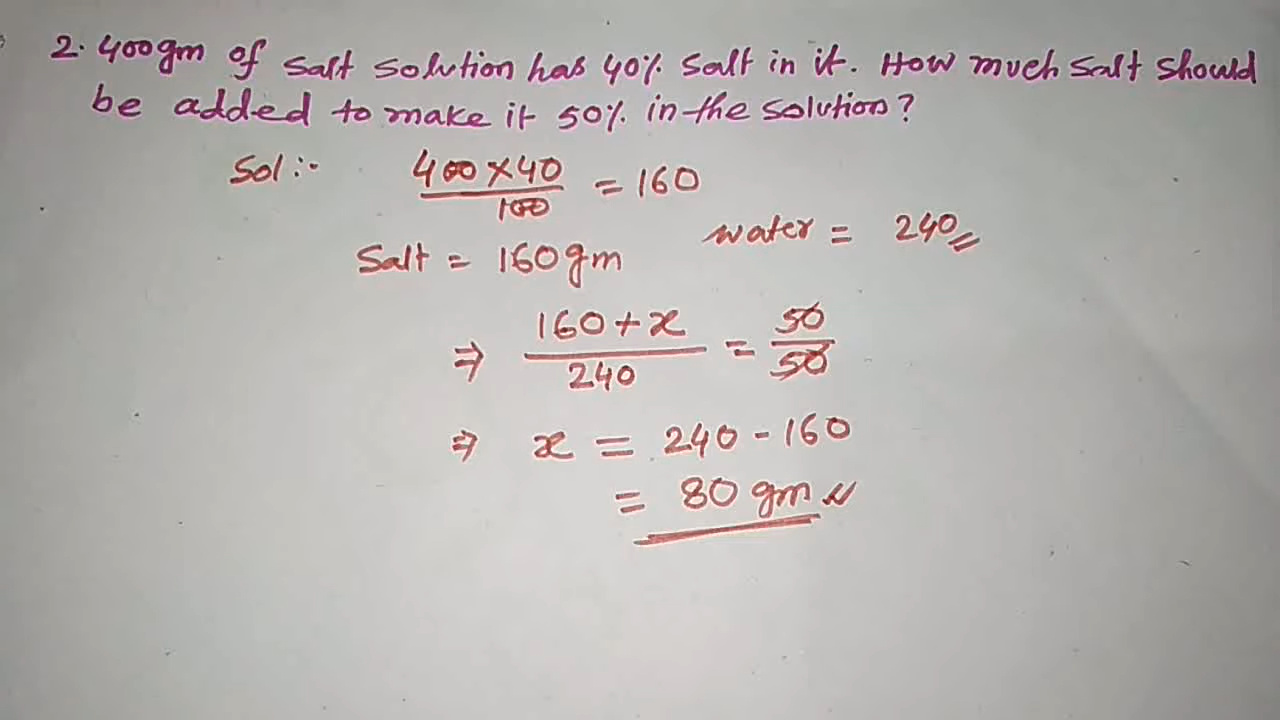 2. 400gm of salt solution has 40% salt in it. How much salt should
be added to make it 50% in the solution?
Sol:- 400×40/100 = 160
water = 240
Salt = 160gm
⇒ 160+x/240 = 50/50
⇒ x = 240-160
= 80 gm